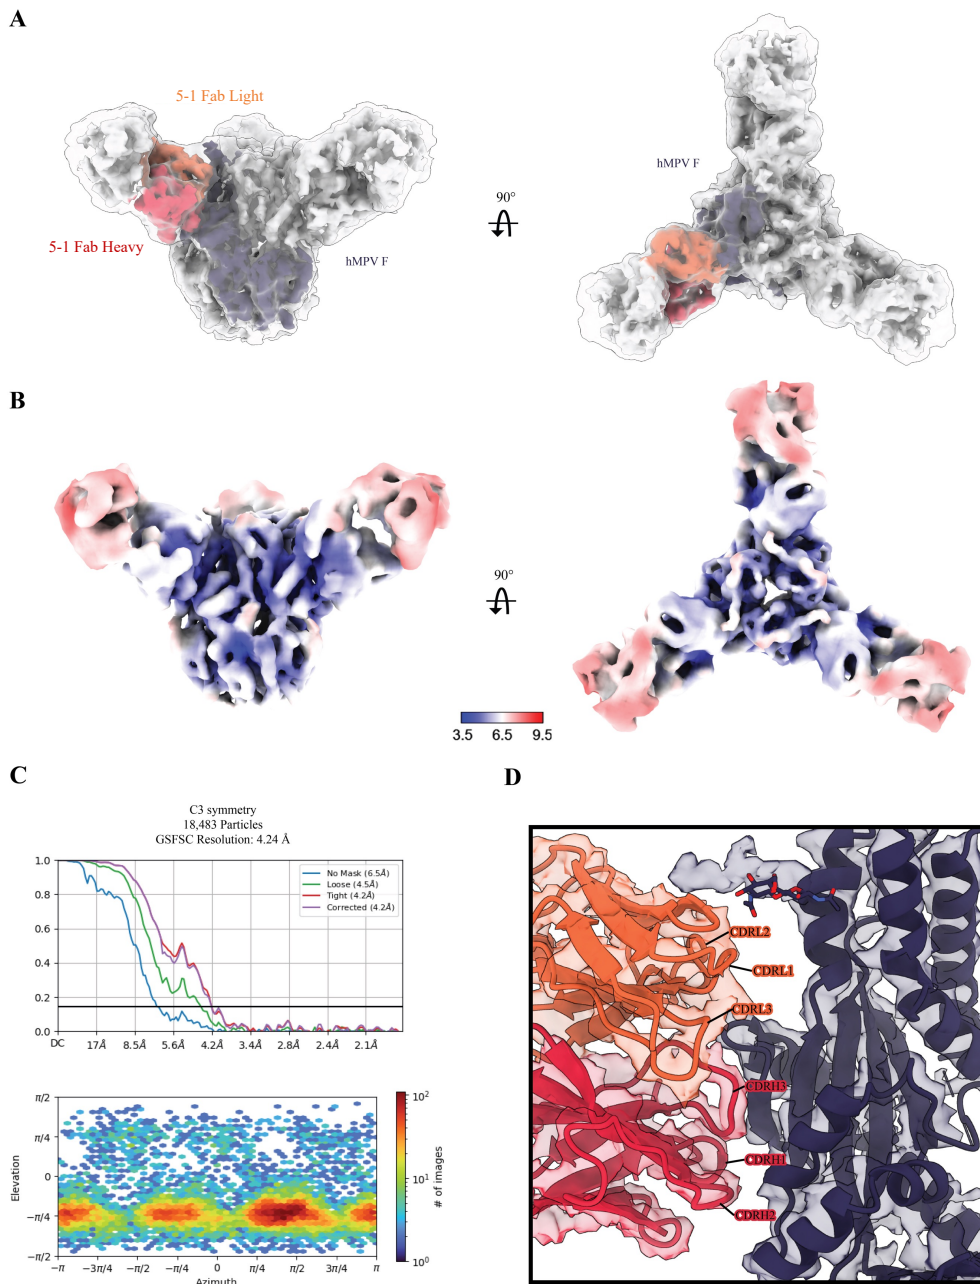 A
5-1 Fab Light
5-1 Fab Heavy
hMPV F
90°
hMPV F
B
90°
3.5 6.5 9.5
C
C3 symmetry
18,483 Particles
GSFSC Resolution: 4.24 Å
1.0
0.8
0.6
0.4
0.2
0.0
No Mask (6.5Å)
Loose (4.5Å)
Tight (4.2Å)
Corrected (4.2Å)
DC 17Å 8.5Å 5.6Å 4.2Å 3.4Å 2.8Å 2.4Å 2.1Å
Elevation
π/2
π/4
0
−π/4
−π/2
−π −3π/4 −π/2 −π/4 0 π/4 π/2 3π/4 π
Azimuth
10²
10¹
10⁰
# of images
D
CDRL2
CDRL1
CDRL3
CDRH3
CDRH1
CDRH2